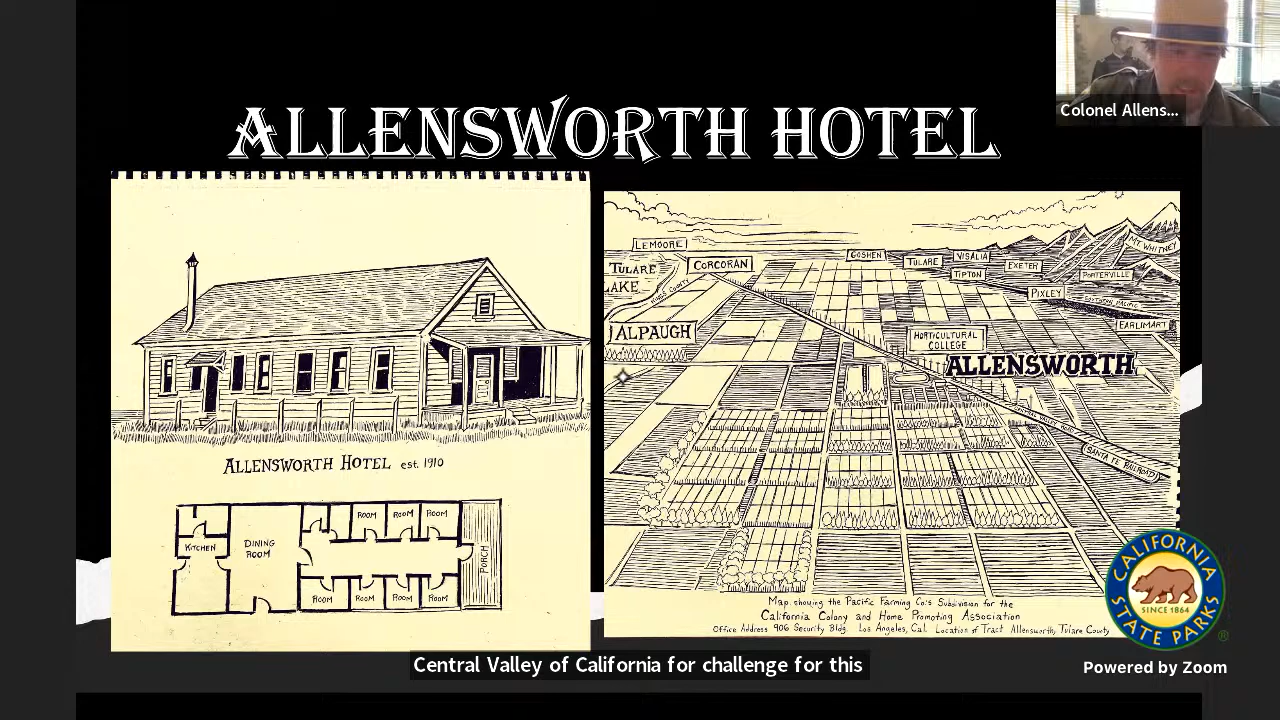 ALLENSWORTH HOTEL
Colonel Allens...
ALLENSWORTH HOTEL est. 1910
KITCHEN
DINING
ROOM
ROOM
ROOM
ROOM
ROOM
ROOM
ROOM
ROOM
PORCH
LEMOORE
TULARE
LAKE
KINGS COUNTY
CORCORAN
ALPAUGH
GOSHEN
TULARE
VISALIA
TIPTON
EXETER
PORTERVILLE
MT. WHITNEY
PIXLEY
SOUTHERN PACIFIC
EARLIMART
HORTICULTURAL
COLLEGE
ALLENSWORTH
SANTA FE RAILROAD
Map showing the Pacific Farming Co's Subdivision for the
California Colony and Home Promoting Association
Office Address 906 Security Bldg. Los Angeles, Cal. Location of Tract Allensworth, Tulare County
CALIFORNIA
STATE PARKS
SINCE 1864
®
Central Valley of California for challenge for this
Powered by Zoom